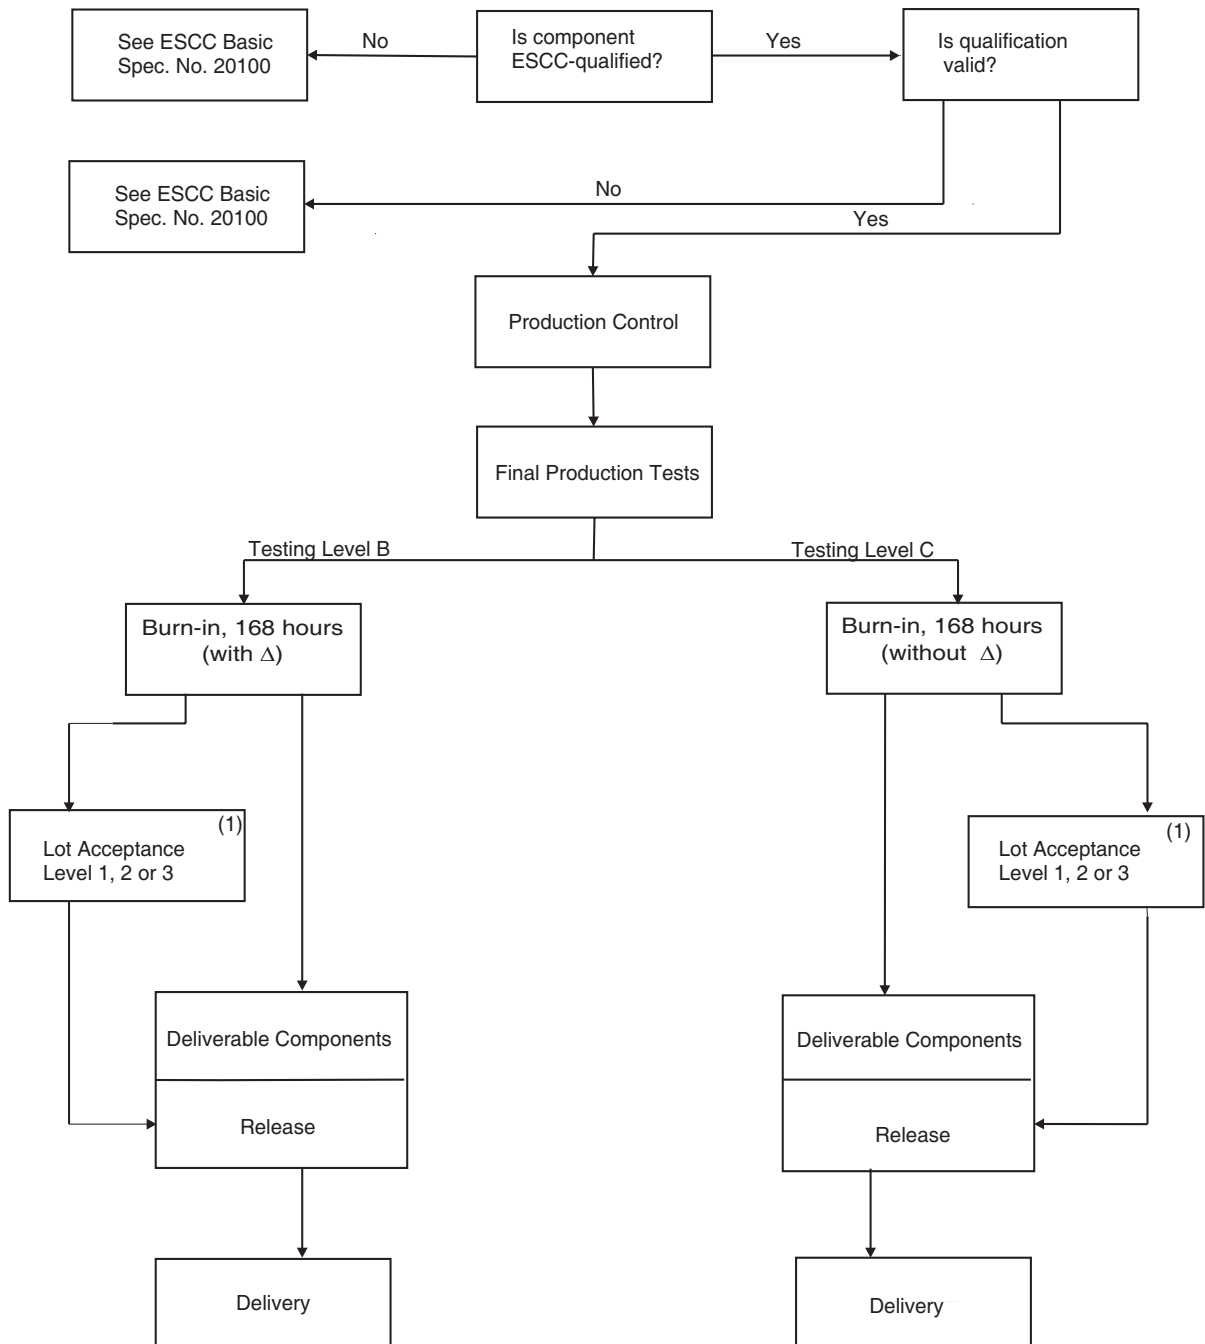 See ESCC Basic
Spec. No. 20100
No
Is component
ESCC-qualified?
Yes
Is qualification
valid?
See ESCC Basic
Spec. No. 20100
No
Yes
Production Control
Final Production Tests
Testing Level B
Testing Level C
Burn-in, 168 hours
(with Δ)
Burn-in, 168 hours
(without Δ)
(1)
Lot Acceptance
Level 1, 2 or 3
(1)
Lot Acceptance
Level 1, 2 or 3
Deliverable Components
Release
Deliverable Components
Release
Delivery
Delivery